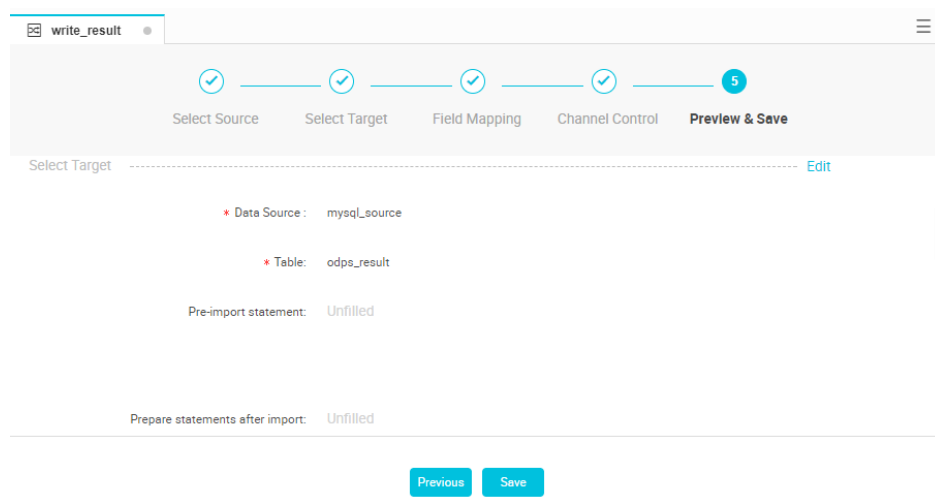 write_result
5
Select Source Select Target Field Mapping Channel Control Preview & Save
Select Target Edit
* Data Source : mysql_source
* Table: odps_result
Pre-import statement: Unfilled
Prepare statements after import: Unfilled
Previous Save